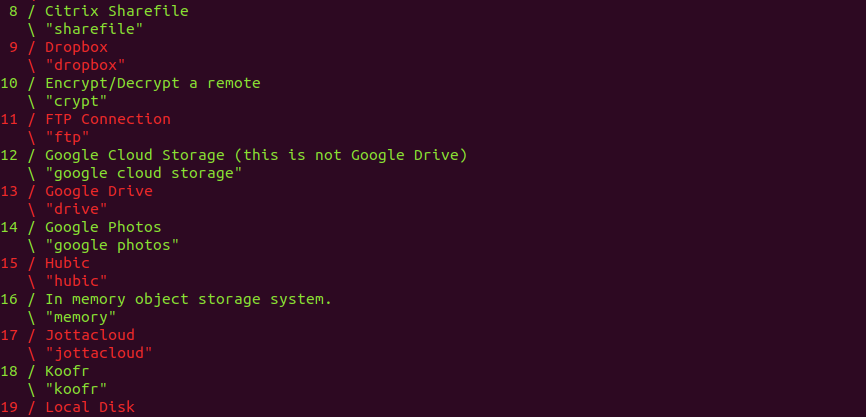 8 / Citrix Sharefile
\ "sharefile"
9 / Dropbox
\ "dropbox"
10 / Encrypt/Decrypt a remote
\ "crypt"
11 / FTP Connection
\ "ftp"
12 / Google Cloud Storage (this is not Google Drive)
\ "google cloud storage"
13 / Google Drive
\ "drive"
14 / Google Photos
\ "google photos"
15 / Hubic
\ "hubic"
16 / In memory object storage system.
\ "memory"
17 / Jottacloud
\ "jottacloud"
18 / Koofr
\ "koofr"
19 / Local Disk